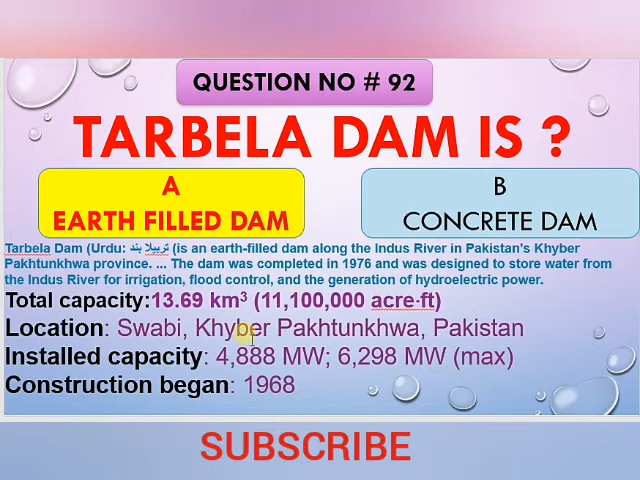 QUESTION NO # 92
TARBELA DAM IS ?
A
EARTH FILLED DAM
B
CONCRETE DAM
Tarbela Dam (Urdu: تربیلا بند (is an earth-filled dam along the Indus River in Pakistan's Khyber
Pakhtunkhwa province. ... The dam was completed in 1976 and was designed to store water from
the Indus River for irrigation, flood control, and the generation of hydroelectric power.
Total capacity:13.69 km³ (11,100,000 acre·ft)
Location: Swabi, Khyber Pakhtunkhwa, Pakistan
Installed capacity: 4,888 MW; 6,298 MW (max)
Construction began: 1968
SUBSCRIBE